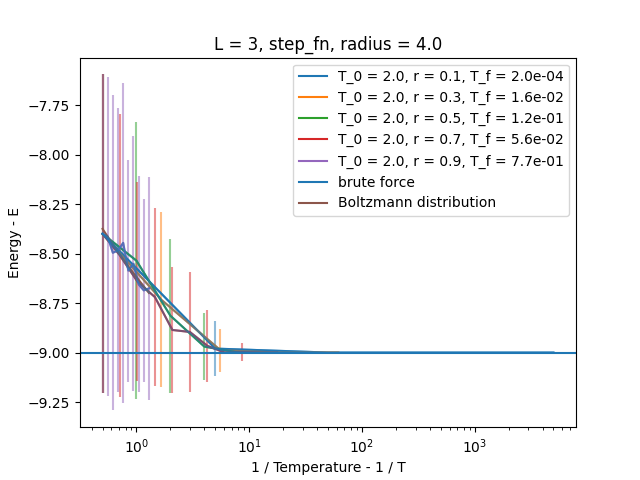 L = 3, step_fn, radius = 4.0
T_0 = 2.0, r = 0.1, T_f = 2.0e-04
T_0 = 2.0, r = 0.3, T_f = 1.6e-02
T_0 = 2.0, r = 0.5, T_f = 1.2e-01
T_0 = 2.0, r = 0.7, T_f = 5.6e-02
T_0 = 2.0, r = 0.9, T_f = 7.7e-01
brute force
Boltzmann distribution
Energy - E
−7.75
−8.00
−8.25
−8.50
−8.75
−9.00
−9.25
10⁰ 10¹ 10² 10³
1 / Temperature - 1 / T